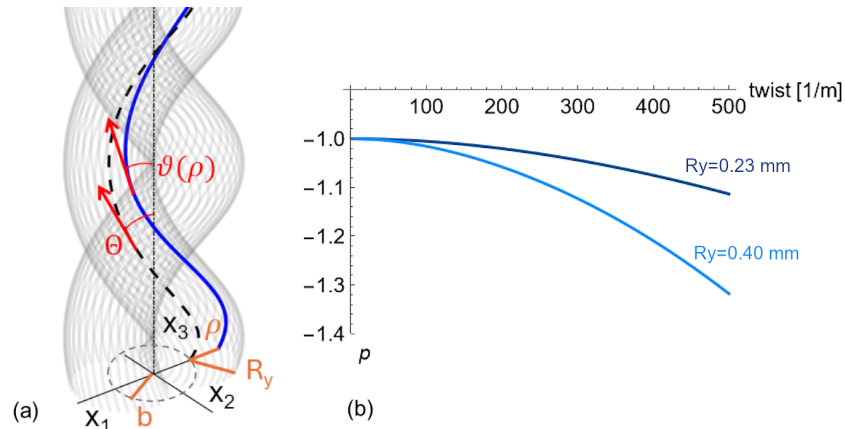 ϑ(ρ)
Θ
x₃
ρ
R_y
x₂
b
x₁
(a)
twist [1/m]
100
200
300
400
500
−1.0
−1.1
−1.2
−1.3
−1.4
Ry=0.23 mm
Ry=0.40 mm
p
(b)